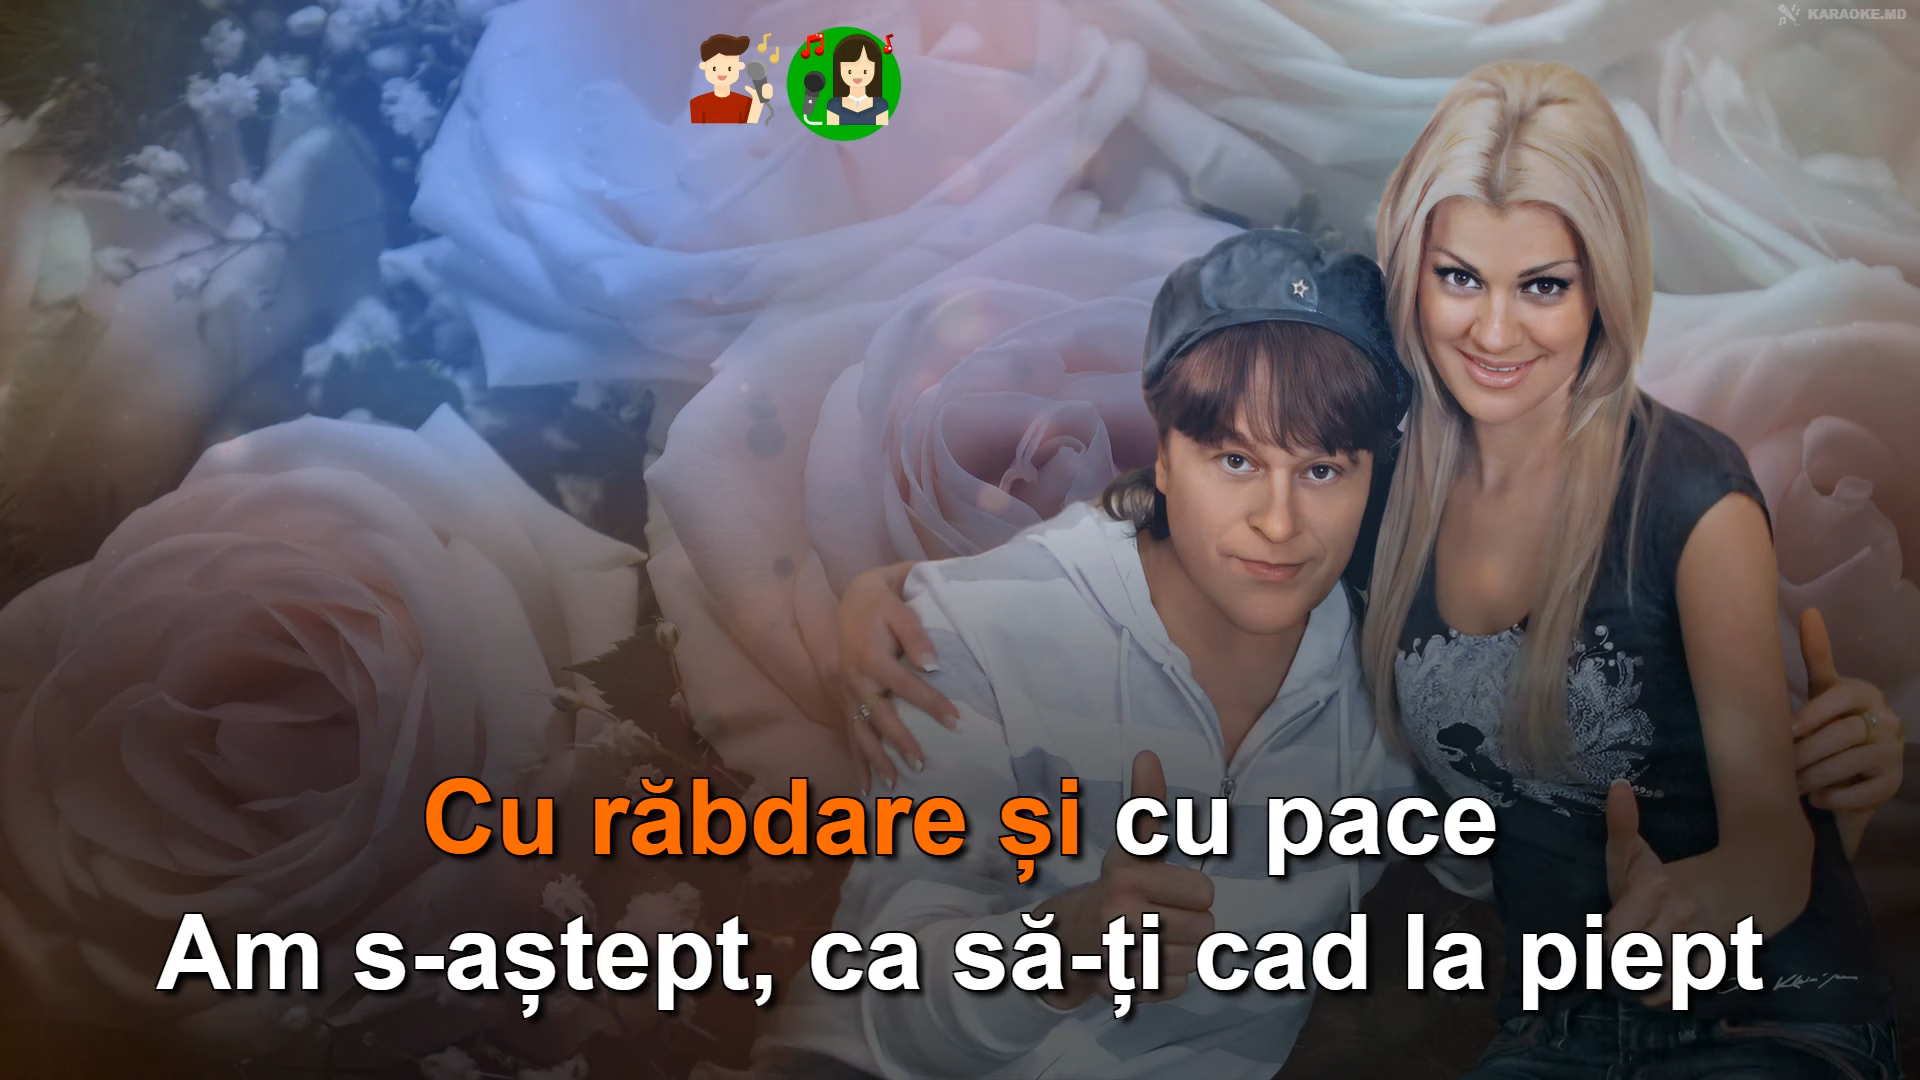 KARAOKE.MD
Cu răbdare și cu pace
Am s-aștept, ca să-ți cad la piept